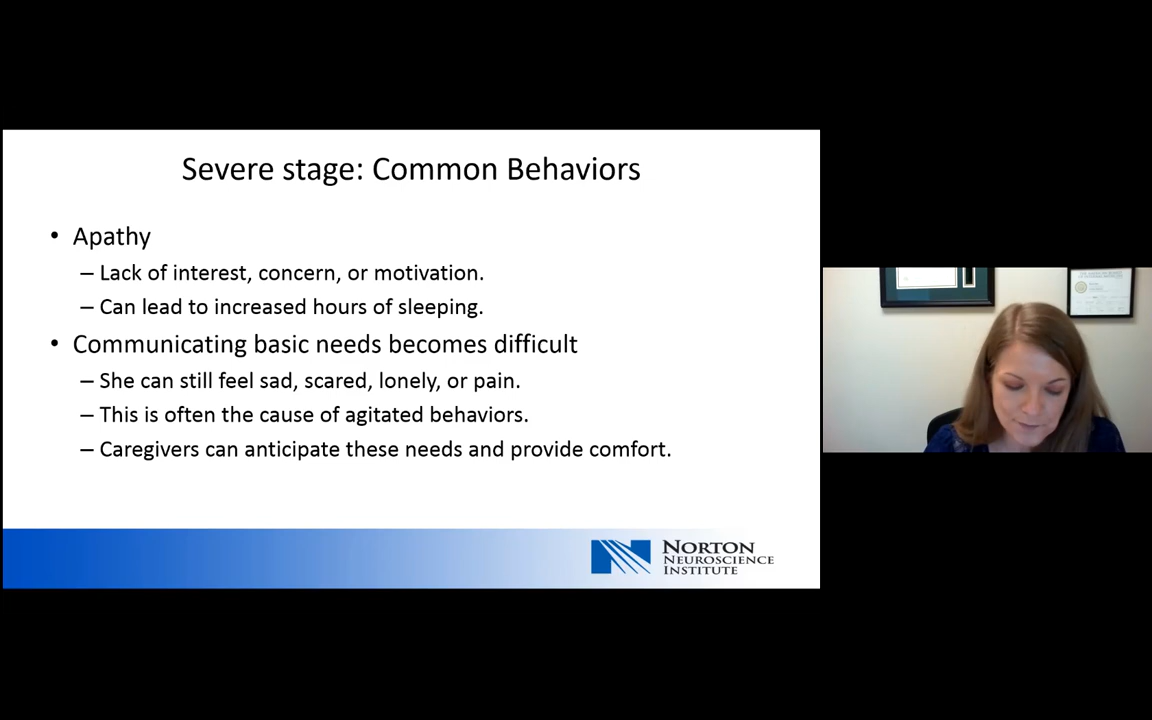 Severe stage: Common Behaviors
• Apathy
– Lack of interest, concern, or motivation.
– Can lead to increased hours of sleeping.
• Communicating basic needs becomes difficult
– She can still feel sad, scared, lonely, or pain.
– This is often the cause of agitated behaviors.
– Caregivers can anticipate these needs and provide comfort.
NORTON
NEUROSCIENCE
INSTITUTE